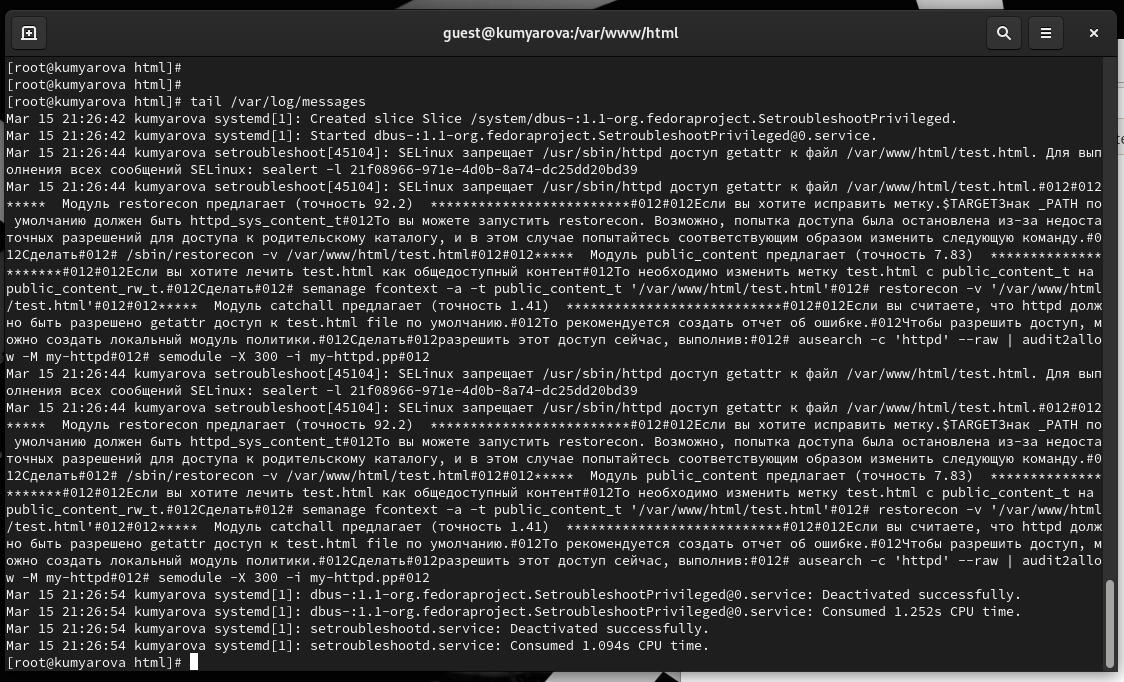 guest@kumyarova:/var/www/html
[root@kumyarova html]#
[root@kumyarova html]#
[root@kumyarova html]# tail /var/log/messages
Mar 15 21:26:42 kumyarova systemd[1]: Created slice Slice /system/dbus-:1.1-org.fedoraproject.SetroubleshootPrivileged.
Mar 15 21:26:42 kumyarova systemd[1]: Started dbus-:1.1-org.fedoraproject.SetroubleshootPrivileged@0.service.
Mar 15 21:26:44 kumyarova setroubleshoot[45104]: SELinux запрещает /usr/sbin/httpd доступ getattr к файл /var/www/html/test.html. Для вып
олнения всех сообщений SELinux: sealert -l 21f08966-971e-4d0b-8a74-dc25dd20bd39
Mar 15 21:26:44 kumyarova setroubleshoot[45104]: SELinux запрещает /usr/sbin/httpd доступ getattr к файл /var/www/html/test.html.#012#012
*****  Модуль restorecon предлагает (точность 92.2)  *************************#012#012Если вы хотите исправить метку.$TARGETЗнак _PATH по
 умолчанию должен быть httpd_sys_content_t#012То вы можете запустить restorecon. Возможно, попытка доступа была остановлена из-за недоста
точных разрешений для доступа к родительскому каталогу, и в этом случае попытайтесь соответствующим образом изменить следующую команду.#0
12Сделать#012# /sbin/restorecon -v /var/www/html/test.html#012#012*****  Модуль public_content предлагает (точность 7.83)  **************
*******#012#012Если вы хотите лечить test.html как общедоступный контент#012То необходимо изменить метку test.html с public_content_t на 
public_content_rw_t.#012Сделать#012# semanage fcontext -a -t public_content_t '/var/www/html/test.html'#012# restorecon -v '/var/www/html
/test.html'#012#012*****  Модуль catchall предлагает (точность 1.41)  ***************************#012#012Если вы считаете, что httpd долж
но быть разрешено getattr доступ к test.html file по умолчанию.#012То рекомендуется создать отчет об ошибке.#012Чтобы разрешить доступ, м
ожно создать локальный модуль политики.#012Сделать#012разрешить этот доступ сейчас, выполнив:#012# ausearch -c 'httpd' --raw | audit2allo
w -M my-httpd#012# semodule -X 300 -i my-httpd.pp#012
Mar 15 21:26:44 kumyarova setroubleshoot[45104]: SELinux запрещает /usr/sbin/httpd доступ getattr к файл /var/www/html/test.html. Для вып
олнения всех сообщений SELinux: sealert -l 21f08966-971e-4d0b-8a74-dc25dd20bd39
Mar 15 21:26:44 kumyarova setroubleshoot[45104]: SELinux запрещает /usr/sbin/httpd доступ getattr к файл /var/www/html/test.html.#012#012
*****  Модуль restorecon предлагает (точность 92.2)  *************************#012#012Если вы хотите исправить метку.$TARGETЗнак _PATH по
 умолчанию должен быть httpd_sys_content_t#012То вы можете запустить restorecon. Возможно, попытка доступа была остановлена из-за недоста
точных разрешений для доступа к родительскому каталогу, и в этом случае попытайтесь соответствующим образом изменить следующую команду.#0
12Сделать#012# /sbin/restorecon -v /var/www/html/test.html#012#012*****  Модуль public_content предлагает (точность 7.83)  **************
*******#012#012Если вы хотите лечить test.html как общедоступный контент#012То необходимо изменить метку test.html с public_content_t на 
public_content_rw_t.#012Сделать#012# semanage fcontext -a -t public_content_t '/var/www/html/test.html'#012# restorecon -v '/var/www/html
/test.html'#012#012*****  Модуль catchall предлагает (точность 1.41)  ***************************#012#012Если вы считаете, что httpd долж
но быть разрешено getattr доступ к test.html file по умолчанию.#012То рекомендуется создать отчет об ошибке.#012Чтобы разрешить доступ, м
ожно создать локальный модуль политики.#012Сделать#012разрешить этот доступ сейчас, выполнив:#012# ausearch -c 'httpd' --raw | audit2allo
w -M my-httpd#012# semodule -X 300 -i my-httpd.pp#012
Mar 15 21:26:54 kumyarova systemd[1]: dbus-:1.1-org.fedoraproject.SetroubleshootPrivileged@0.service: Deactivated successfully.
Mar 15 21:26:54 kumyarova systemd[1]: dbus-:1.1-org.fedoraproject.SetroubleshootPrivileged@0.service: Consumed 1.252s CPU time.
Mar 15 21:26:54 kumyarova systemd[1]: setroubleshootd.service: Deactivated successfully.
Mar 15 21:26:54 kumyarova systemd[1]: setroubleshootd.service: Consumed 1.094s CPU time.
[root@kumyarova html]#